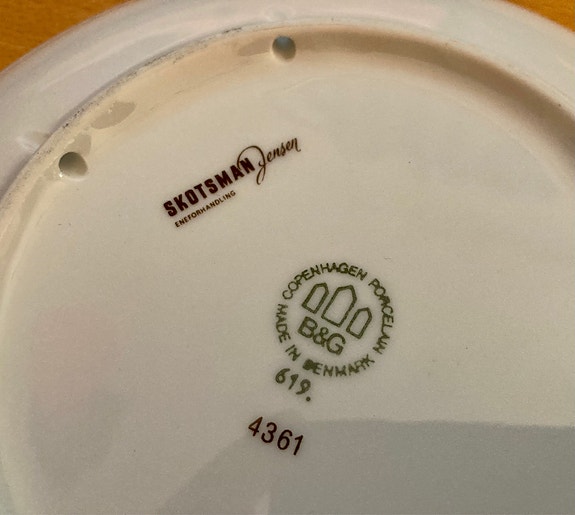 SKOTSMAN Jensen
ENEFORHANDLING
COPENHAGEN PORCELAIN
B&G
MADE IN DENMARK
619.
4361